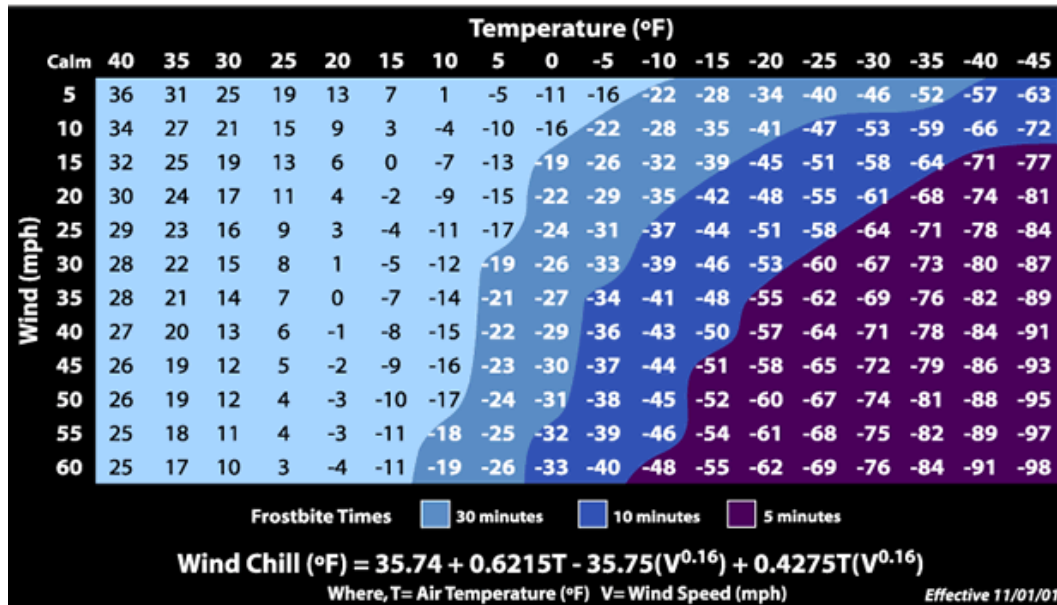 Temperature (ºF)
Calm 40 35 30 25 20 15 10 5 0 -5 -10 -15 -20 -25 -30 -35 -40 -45
5 36 31 25 19 13 7 1 -5 -11 -16 -22 -28 -34 -40 -46 -52 -57 -63
10 34 27 21 15 9 3 -4 -10 -16 -22 -28 -35 -41 -47 -53 -59 -66 -72
15 32 25 19 13 6 0 -7 -13 -19 -26 -32 -39 -45 -51 -58 -64 -71 -77
20 30 24 17 11 4 -2 -9 -15 -22 -29 -35 -42 -48 -55 -61 -68 -74 -81
25 29 23 16 9 3 -4 -11 -17 -24 -31 -37 -44 -51 -58 -64 -71 -78 -84
30 28 22 15 8 1 -5 -12 -19 -26 -33 -39 -46 -53 -60 -67 -73 -80 -87
35 28 21 14 7 0 -7 -14 -21 -27 -34 -41 -48 -55 -62 -69 -76 -82 -89
40 27 20 13 6 -1 -8 -15 -22 -29 -36 -43 -50 -57 -64 -71 -78 -84 -91
45 26 19 12 5 -2 -9 -16 -23 -30 -37 -44 -51 -58 -65 -72 -79 -86 -93
50 26 19 12 4 -3 -10 -17 -24 -31 -38 -45 -52 -60 -67 -74 -81 -88 -95
55 25 18 11 4 -3 -11 -18 -25 -32 -39 -46 -54 -61 -68 -75 -82 -89 -97
60 25 17 10 3 -4 -11 -19 -26 -33 -40 -48 -55 -62 -69 -76 -84 -91 -98
Wind (mph)
Frostbite Times 30 minutes 10 minutes 5 minutes
Wind Chill (ºF) = 35.74 + 0.6215T - 35.75(V^0.16) + 0.4275T(V^0.16)
Where, T= Air Temperature (ºF) V= Wind Speed (mph)
Effective 11/01/01